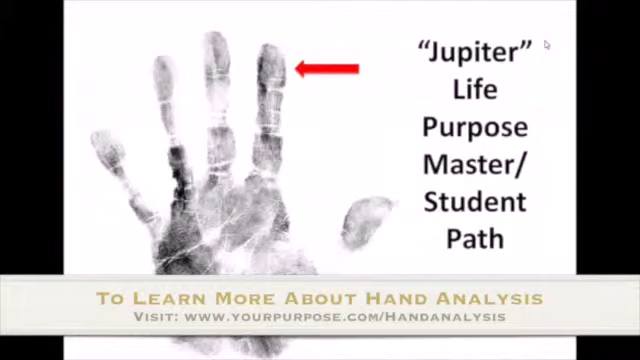 “Jupiter”
Life
Purpose
Master/
Student
Path
To Learn More About Hand Analysis
Visit: www.yourpurpose.com/Handanalysis